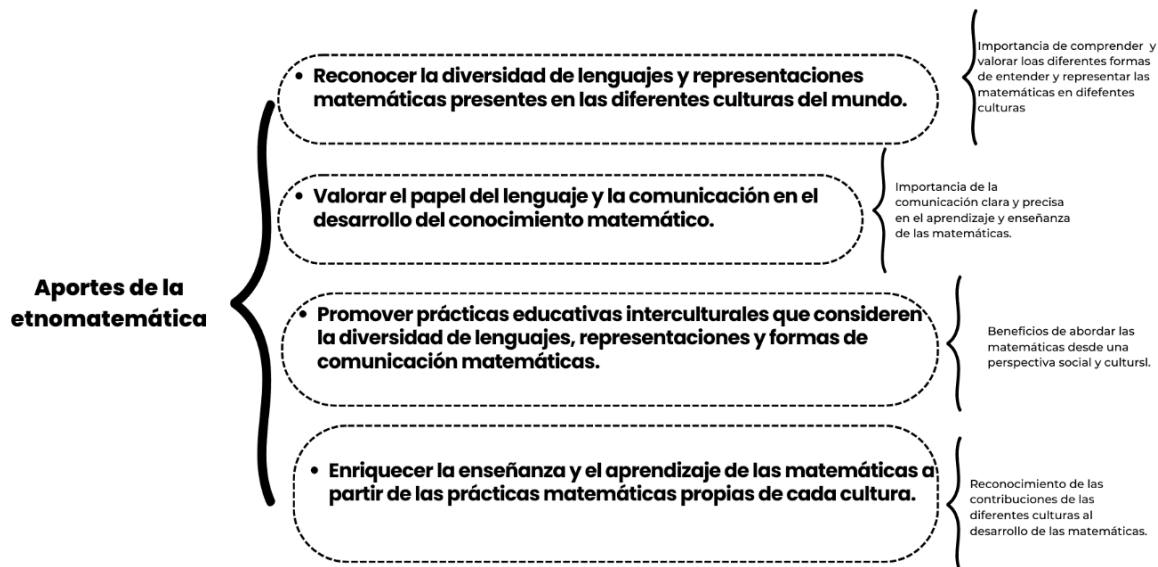 Aportes de la
etnomatemática
• Reconocer la diversidad de lenguajes y representaciones
matemáticas presentes en las diferentes culturas del mundo.
Importancia de comprender y
valorar loas diferentes formas
de entender y representar las
matemáticas en difefentes
culturas
• Valorar el papel del lenguaje y la comunicación en el
desarrollo del conocimiento matemático.
Importancia de la
comunicación clara y precisa
en el aprendizaje y enseñanza
de las matemáticas.
• Promover prácticas educativas interculturales que consideren
la diversidad de lenguajes, representaciones y formas de
comunicación matemáticas.
Beneficios de abordar las
matemáticas desde una
perspectiva social y cultursl.
• Enriquecer la enseñanza y el aprendizaje de las matemáticas a
partir de las prácticas matemáticas propias de cada cultura.
Reconocimiento de las
contribuciones de las
diferentes culturas al
desarrollo de las matemáticas.